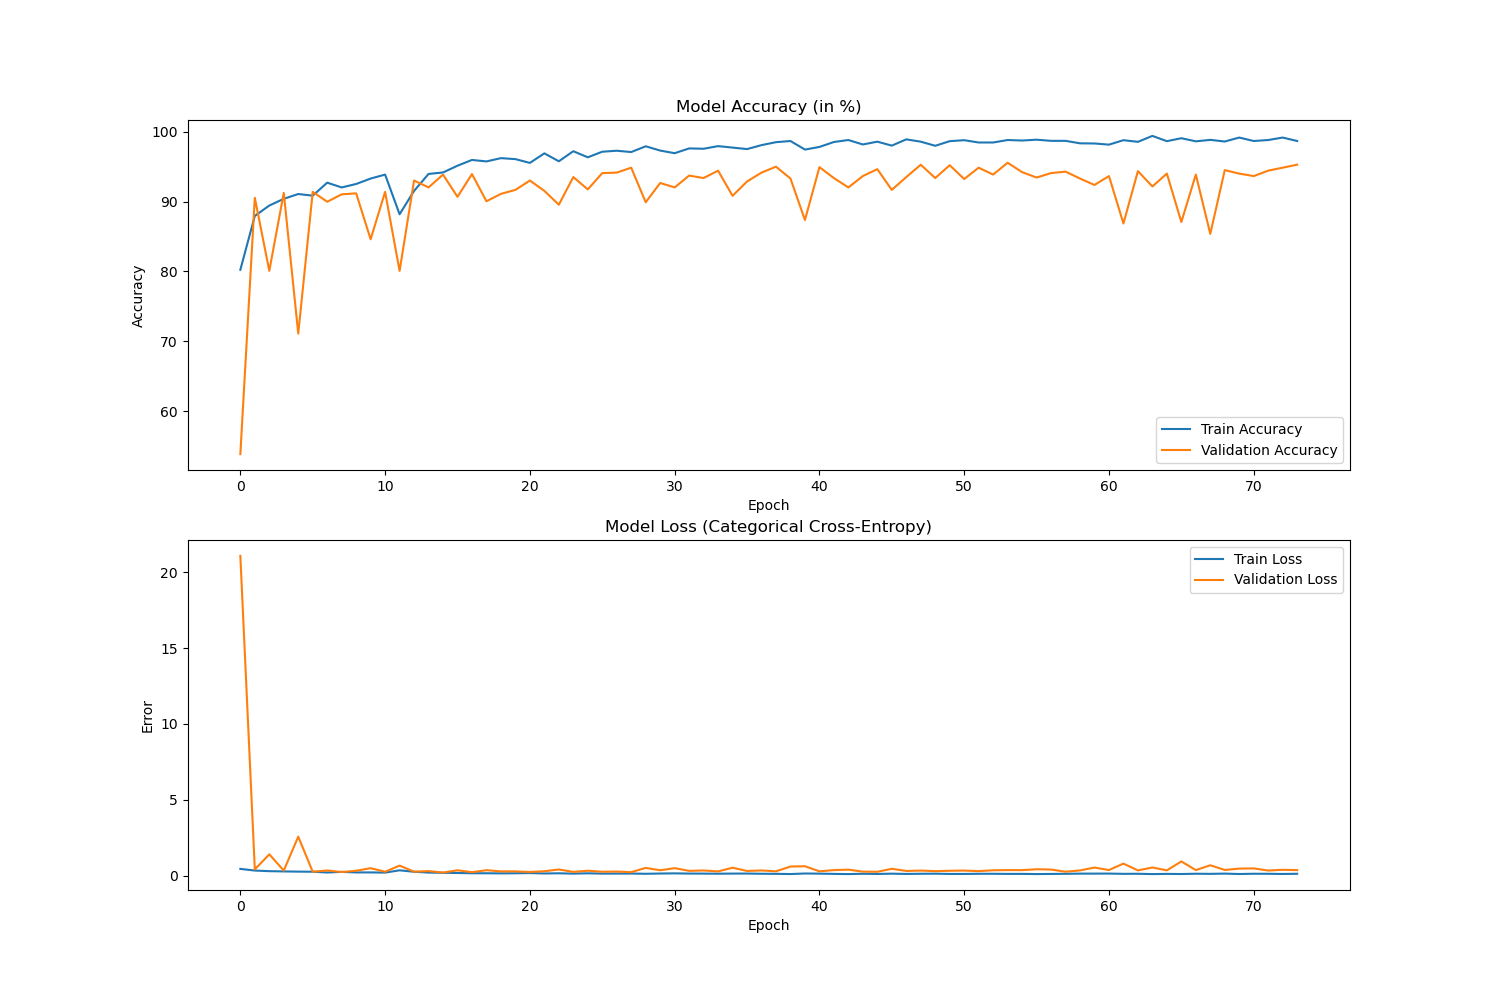 Model Accuracy (in %)
100
90
80
70
60
Accuracy
Train Accuracy
Validation Accuracy
0 10 20 30 40 50 60 70
Epoch
Model Loss (Categorical Cross-Entropy)
20
15
10
5
0
Error
Train Loss
Validation Loss
0 10 20 30 40 50 60 70
Epoch